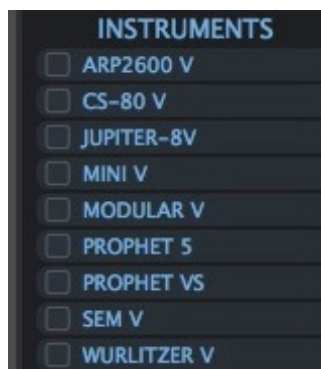 INSTRUMENTS
ARP2600 V
CS-80 V
JUPITER-8V
MINI V
MODULAR V
PROPHET 5
PROPHET VS
SEM V
WURLITZER V